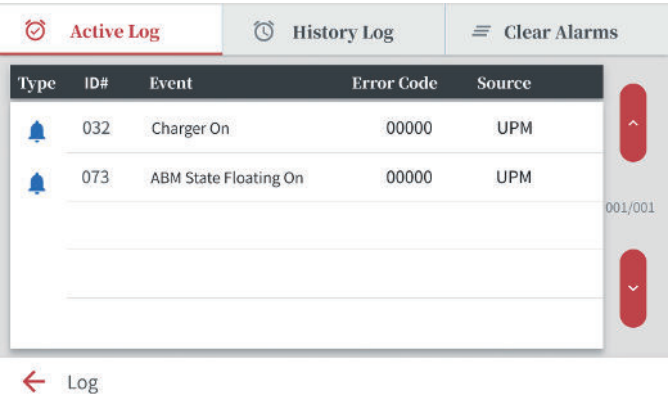 Active Log History Log Clear Alarms
Type ID# Event Error Code Source
032 Charger On 00000 UPM
073 ABM State Floating On 00000 UPM
001/001
Log